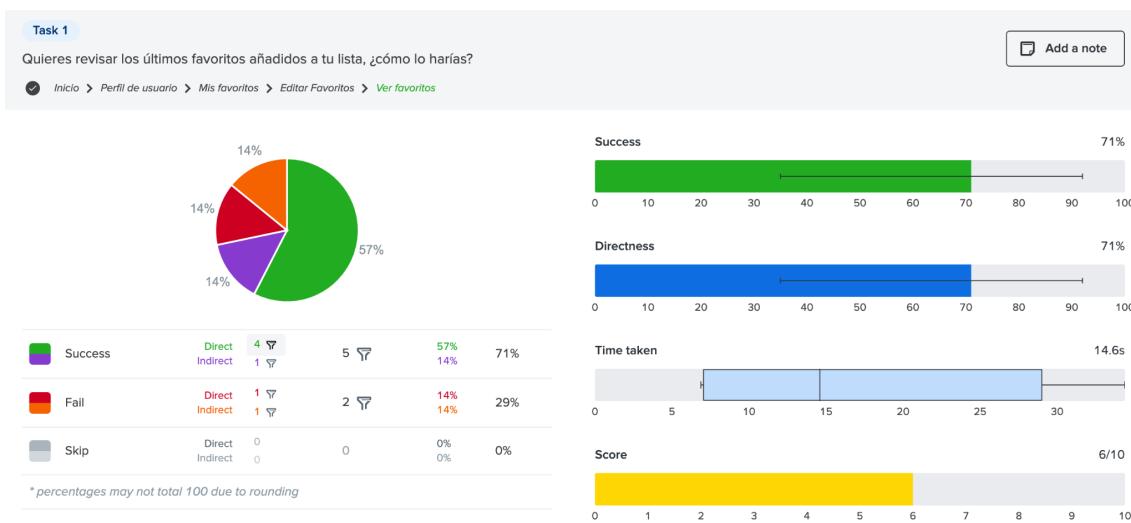 Task 1
Quieres revisar los últimos favoritos añadidos a tu lista, ¿cómo lo harías?
Inicio > Perfil de usuario > Mis favoritos > Editar Favoritos > Ver favoritos
Add a note
14%
14%
57%
14%
Success Direct 4 5 57% 71%
Indirect 1 14%
Fail Direct 1 2 14% 29%
Indirect 1 14%
Skip Direct 0 0 0% 0%
Indirect 0 0%
* percentages may not total 100 due to rounding
Success 71%
0 10 20 30 40 50 60 70 80 90 100
Directness 71%
0 10 20 30 40 50 60 70 80 90 100
Time taken 14.6s
0 5 10 15 20 25 30
Score 6/10
0 1 2 3 4 5 6 7 8 9 10